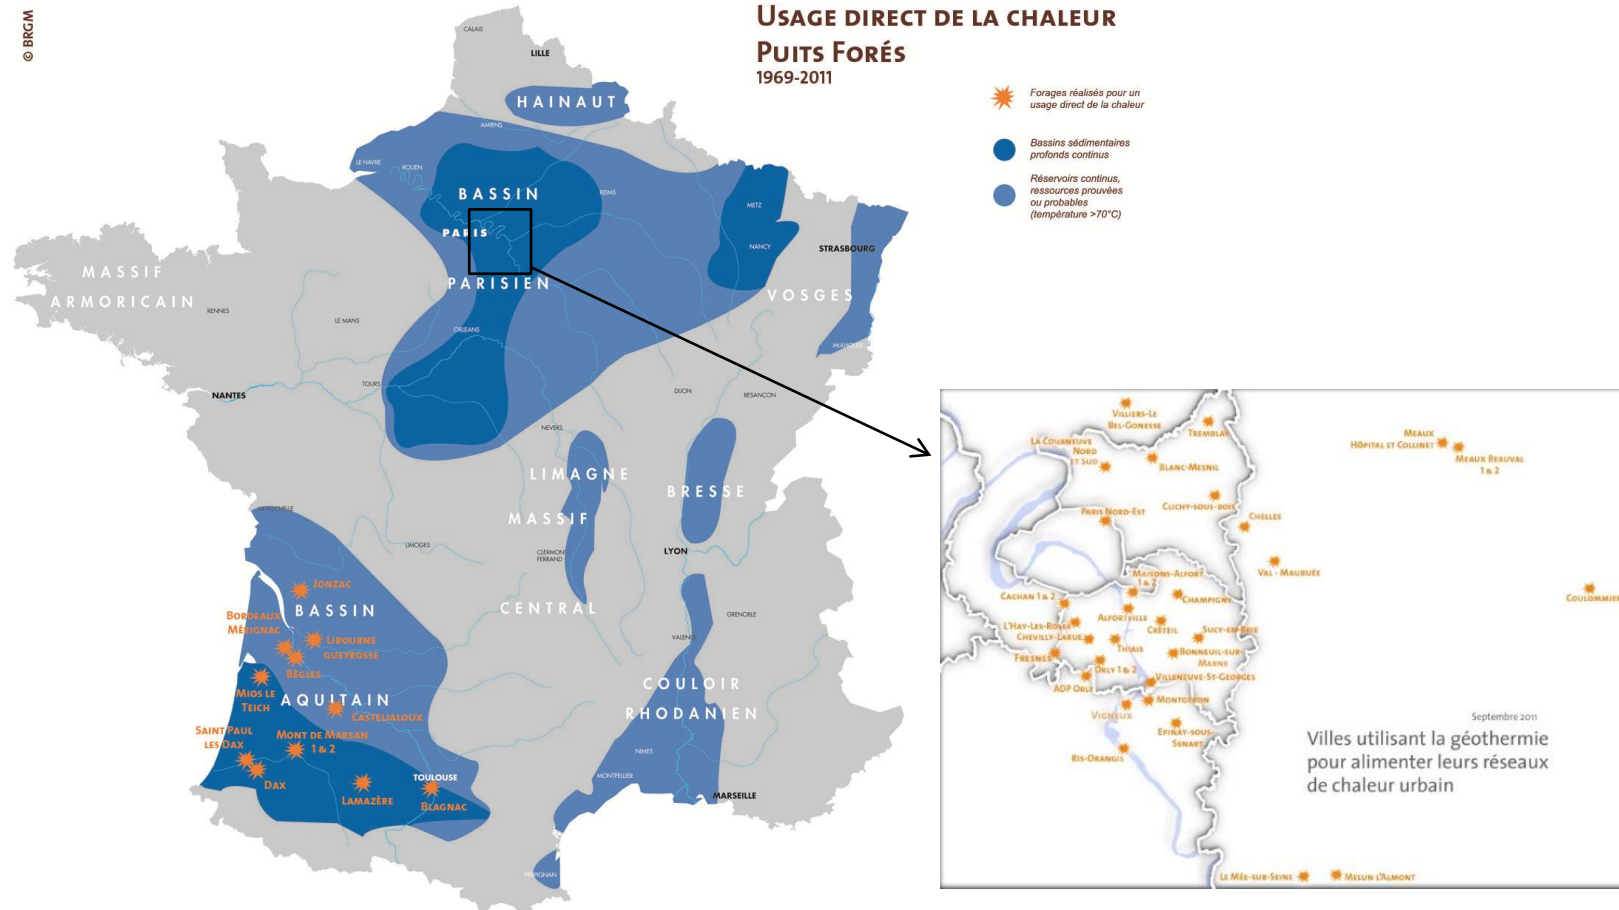 © BRGM
USAGE DIRECT DE LA CHALEUR
PUITS FORÉS
1969-2011
Forages réalisés pour un
usage direct de la chaleur
Bassins sédimentaires
profonds continus
Réservoirs continus,
ressources prouvées
ou probables
(température >70°C)
CALAIS
LILLE
HAINAUT
AMIENS
LE HAVRE
ROUEN
BASSIN
REIMS
METZ
PARIS
NANCY
STRASBOURG
MASSIF
ARMORICAIN
PARISIEN
VOSGES
RENNES
LE MANS
ORLEANS
MULHOUSE
TOURS
NANTES
DIJON
BESANÇON
NEVERS
LIMAGNE
BRESSE
MASSIF
LIMOGES
CLERMONT
FERRAND
LYON
JONZAC
BASSIN
CENTRAL
GRENOBLE
BORDEAUX
MÉRIGNAC
LIBOURNE
GUEYROSSE
VALENCE
BÈGLES
MIOS LE
TEICH
AQUITAIN
COULOIR
RHODANIEN
CASTELJALOUX
SAINT PAUL
LES DAX
MONT DE MARSAN
1 & 2
NIMES
DAX
LAMAZÈRE
TOULOUSE
BLAGNAC
MONTPELLIER
MARSEILLE
PERPIGNAN
VILLIERS-LE
BEL-GONESSE
TREMBLAY
LA COURNEUVE
NORD
ET SUD
BLANC-MESNIL
MEAUX
HÔPITAL ET COLLINET
MEAUX BEAUVAL
1 & 2
CLICHY-SOUS-BOIS
PARIS NORD-EST
CHELLES
VAL - MAUBUÉE
COULOMMIER
MAISONS-ALFORT
1 & 2
CACHAN 1 & 2
CHAMPIGNY
ALFORTVILLE
L'HAY-LES-ROSES
CRÉTEIL
SUCY-EN-BRIE
CHEVILLY-LARUE
THIAIS
FRESNES
BONNEUIL-SUR-
MARNE
ORLY 1 & 2
ADP ORLY
VILLENEUVE-ST-GEORGES
MONTGERON
VIGNEUX
EPINAY-SOUS-
SENART
RIS-ORANGIS
Septembre 2011
Villes utilisant la géothermie
pour alimenter leurs réseaux
de chaleur urbain
LE MÉE-SUR-SEINE
MELUN L'ALMONT